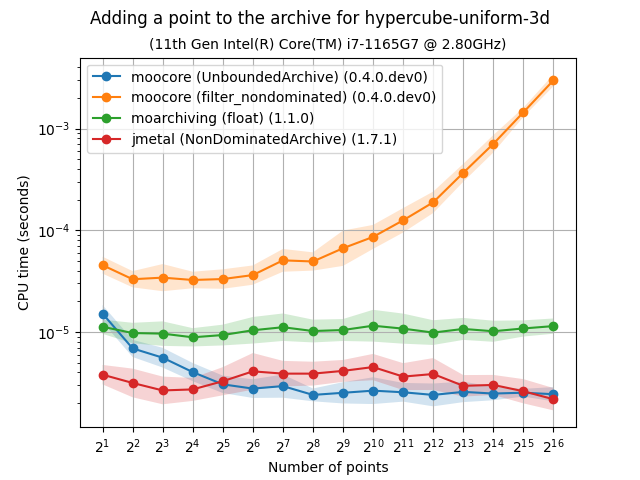 Adding a point to the archive for hypercube-uniform-3d
(11th Gen Intel(R) Core(TM) i7-1165G7 @ 2.80GHz)
moocore (UnboundedArchive) (0.4.0.dev0)
moocore (filter_nondominated) (0.4.0.dev0)
moarchiving (float) (1.1.0)
jmetal (NonDominatedArchive) (1.7.1)
CPU time (seconds)
10⁻³
10⁻⁴
10⁻⁵
2¹ 2² 2³ 2⁴ 2⁵ 2⁶ 2⁷ 2⁸ 2⁹ 2¹⁰ 2¹¹ 2¹² 2¹³ 2¹⁴ 2¹⁵ 2¹⁶
Number of points